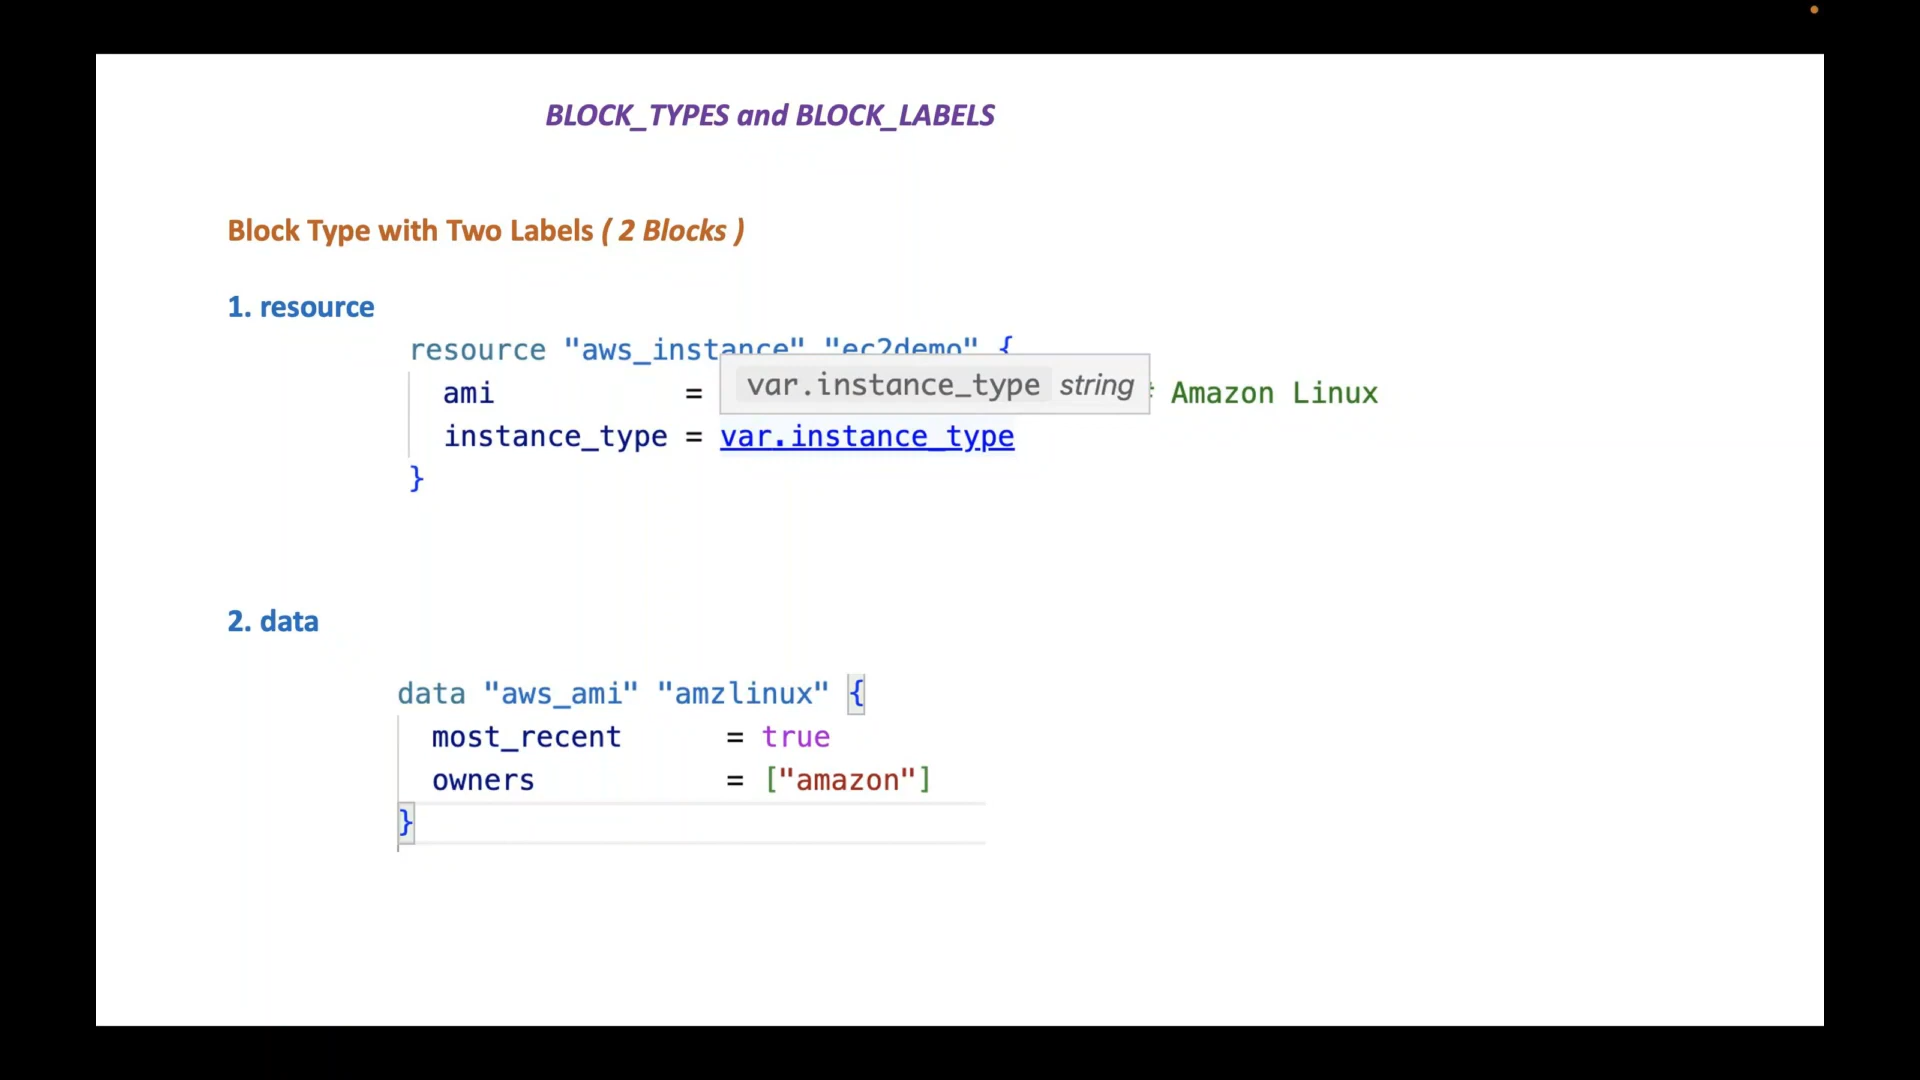 BLOCK_TYPES and BLOCK_LABELS
Block Type with Two Labels ( 2 Blocks )
1. resource
resource "aws_instance" "ec2demo" {
var.instance_type string
ami = Amazon Linux
instance_type = var.instance_type
}
2. data
data "aws_ami" "amzlinux" {
most_recent = true
owners = ["amazon"]
}